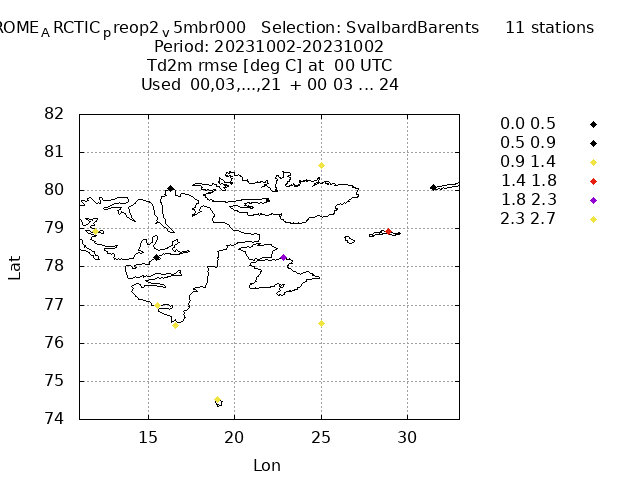 ROME_A RCTIC_p reop2_v 5mbr000 Selection: SvalbardBarents 11 stations
Period: 20231002-20231002
Td2m rmse [deg C] at 00 UTC
Used 00,03,...,21 + 00 03 ... 24
82
81
80
79
78
77
76
75
74
15 20 25 30
Lat
Lon
0.0 0.5
0.5 0.9
0.9 1.4
1.4 1.8
1.8 2.3
2.3 2.7